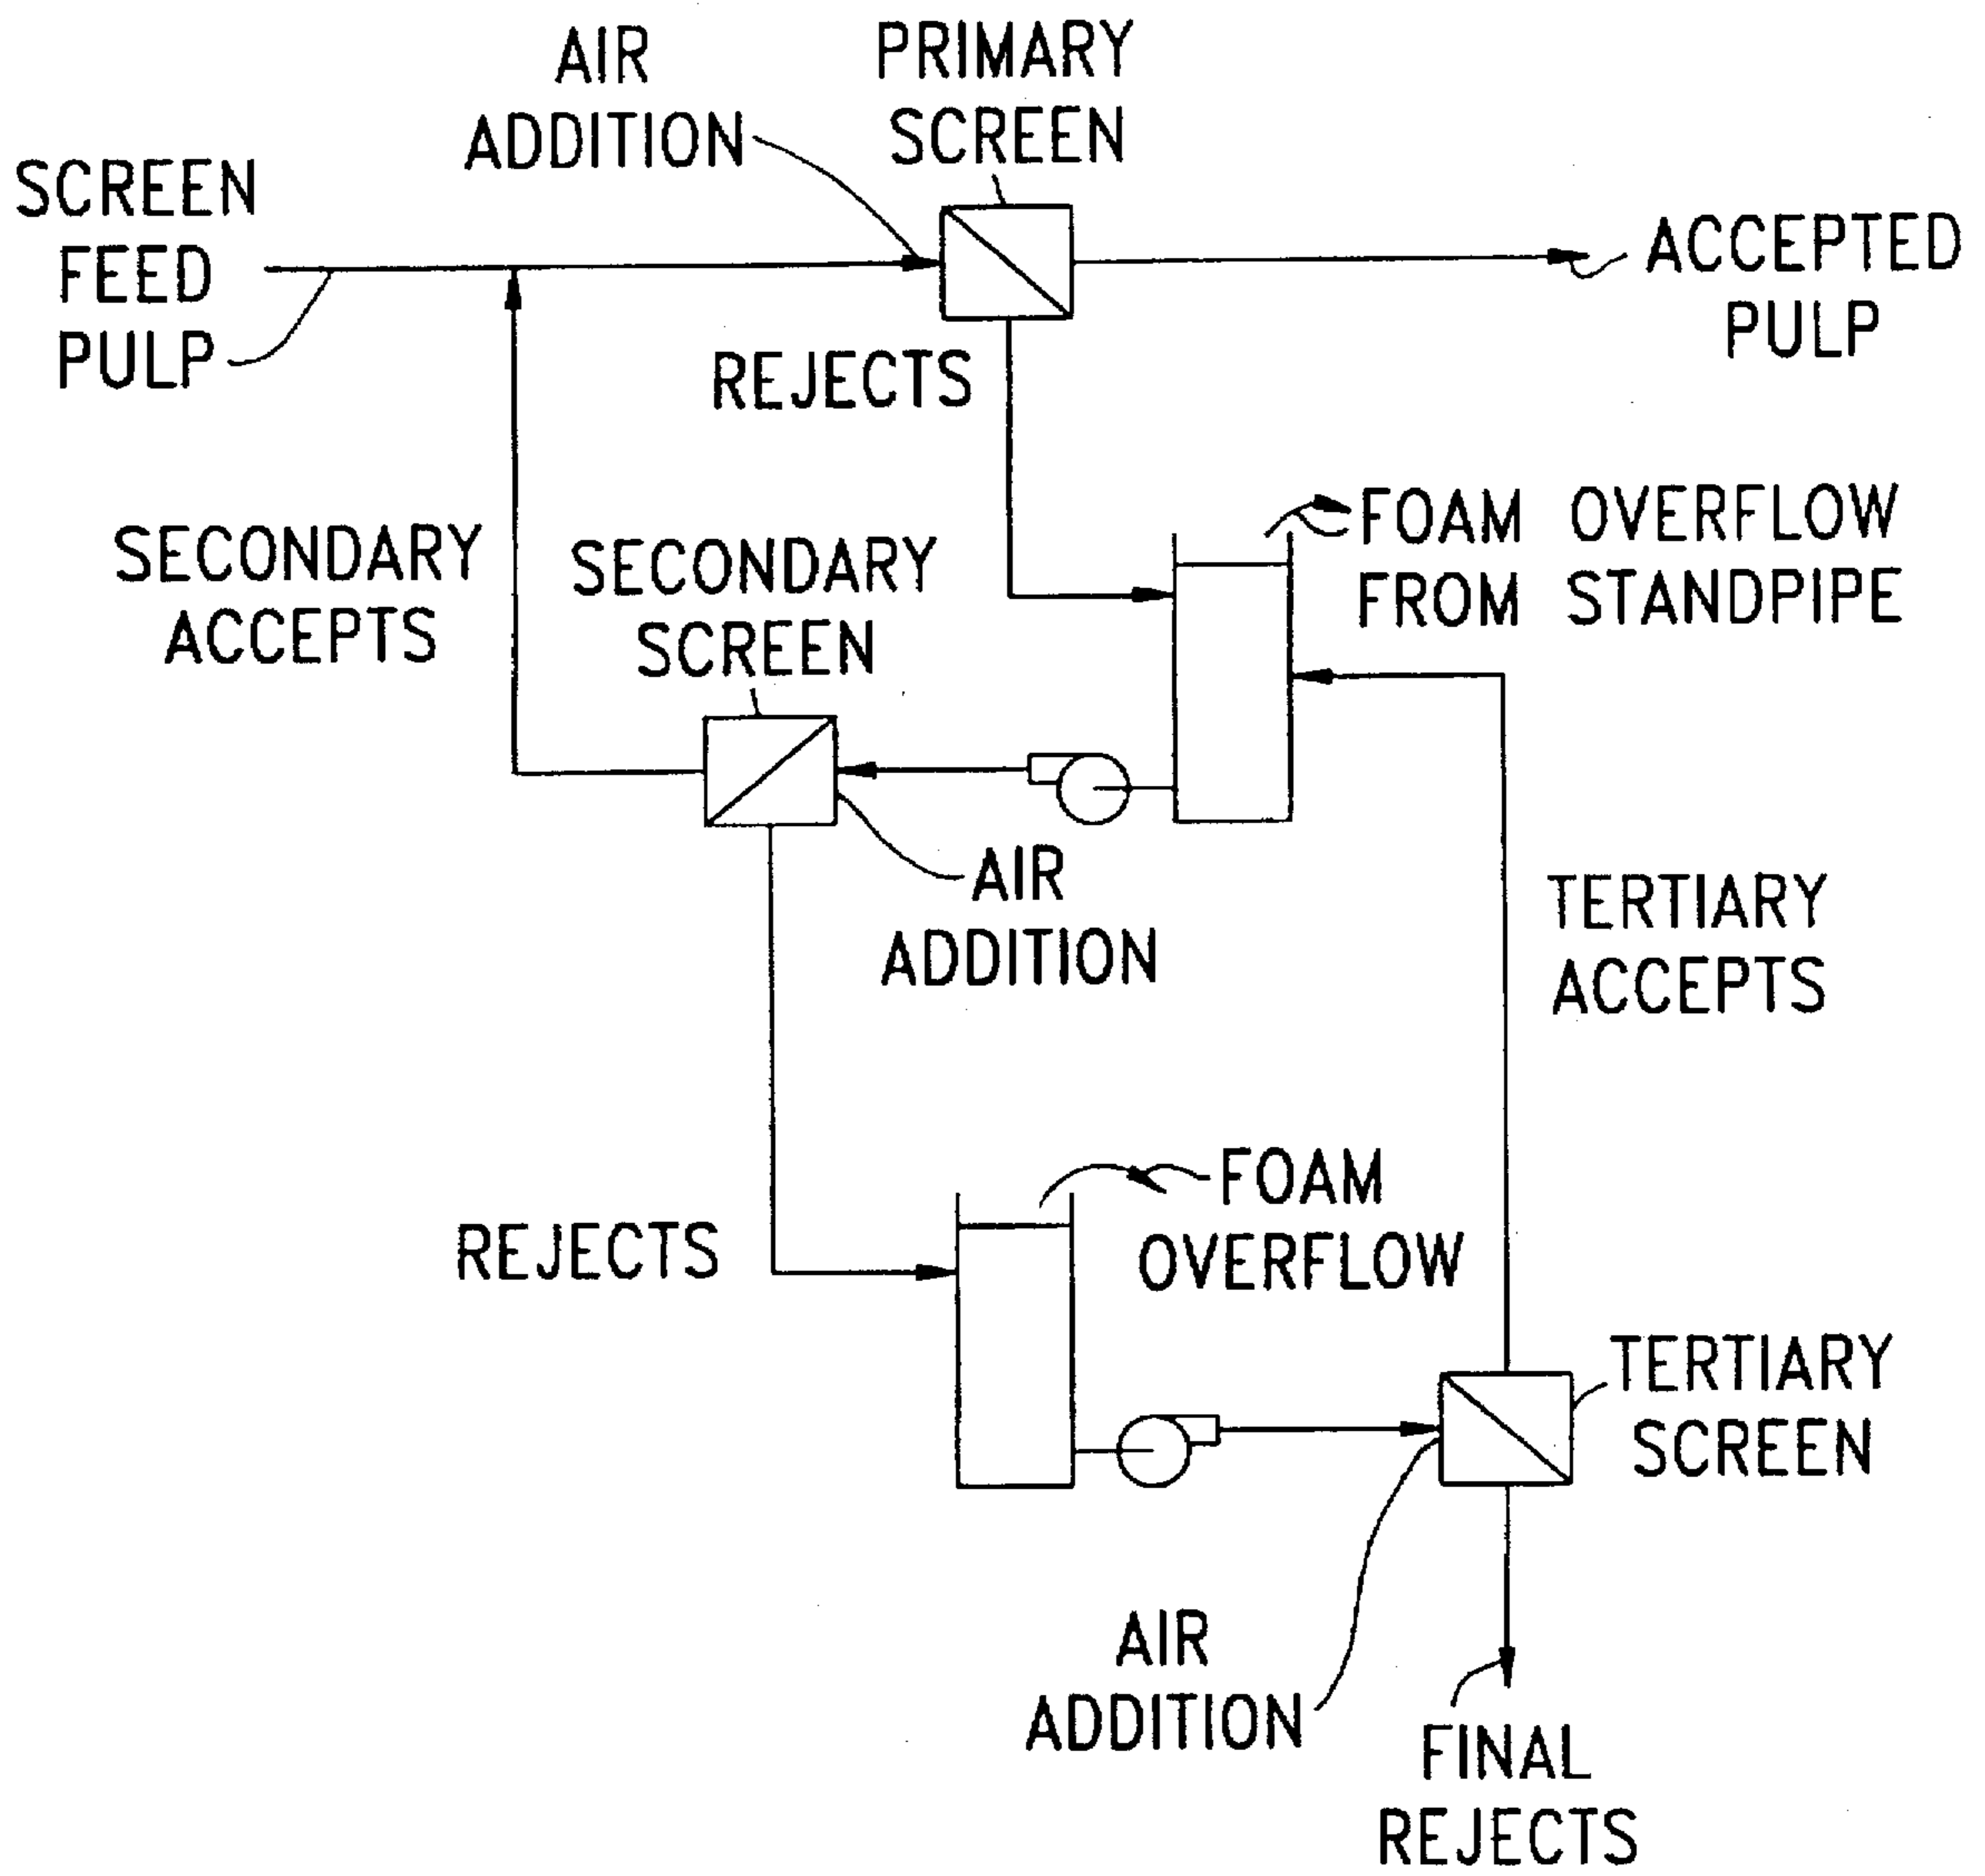 AIR
ADDITION
PRIMARY
SCREEN
SCREEN
FEED
PULP
ACCEPTED
PULP
REJECTS
FOAM OVERFLOW
FROM STANDPIPE
SECONDARY
ACCEPTS
SECONDARY
SCREEN
AIR
ADDITION
TERTIARY
ACCEPTS
REJECTS
FOAM
OVERFLOW
TERTIARY
SCREEN
AIR
ADDITION
FINAL
REJECTS